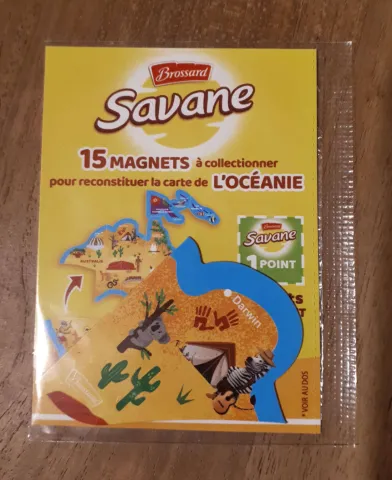 Brossard
Savane
15 MAGNETS à collectionner
pour reconstituer la carte de L'OCÉANIE
AUSTRALIE
Brossard
Savane
1 POINT
Darwin
* VOIR AU DOS